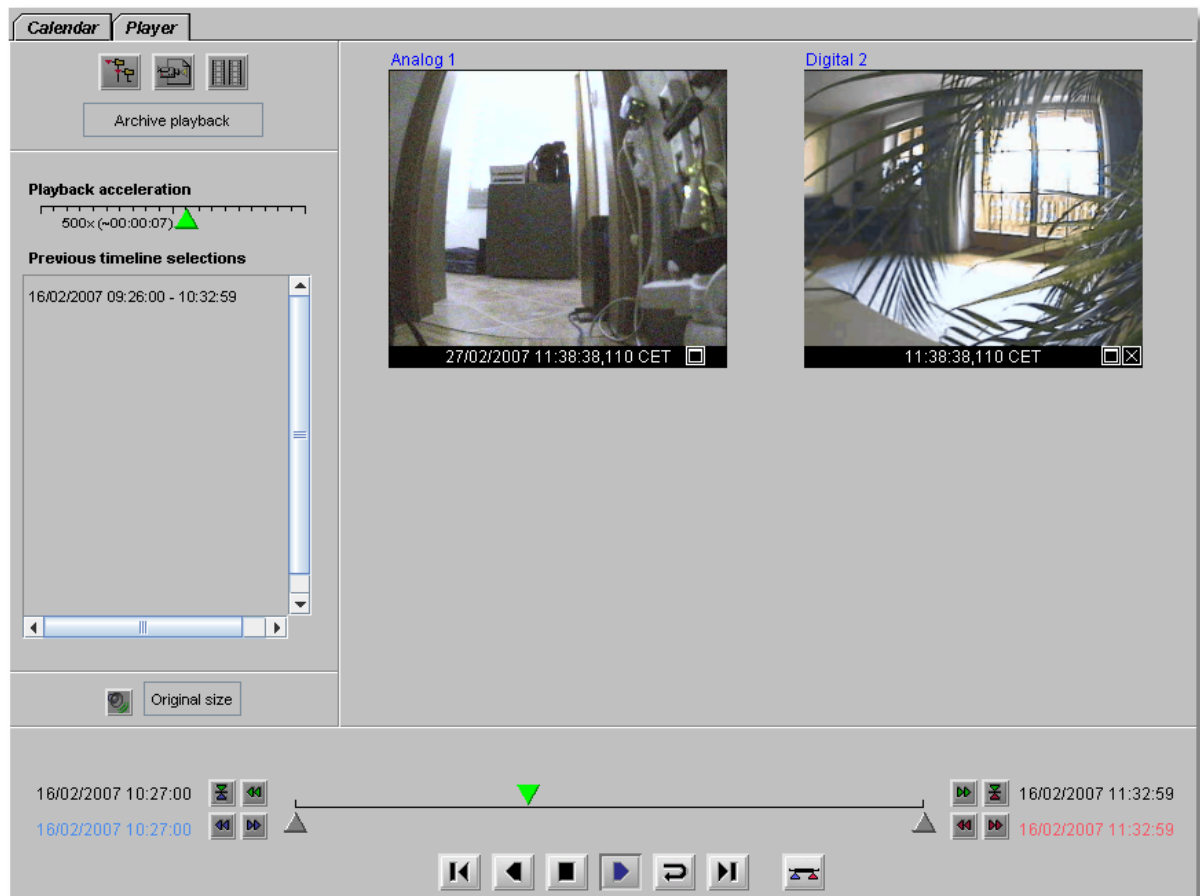 Calendar Player
Archive playback
Playback acceleration
500x (~00:00:07)
Previous timeline selections
16/02/2007 09:26:00 - 10:32:59
Original size
Analog 1
27/02/2007 11:38:38,110 CET
Digital 2
11:38:38,110 CET
16/02/2007 10:27:00
16/02/2007 10:27:00
16/02/2007 11:32:59
16/02/2007 11:32:59